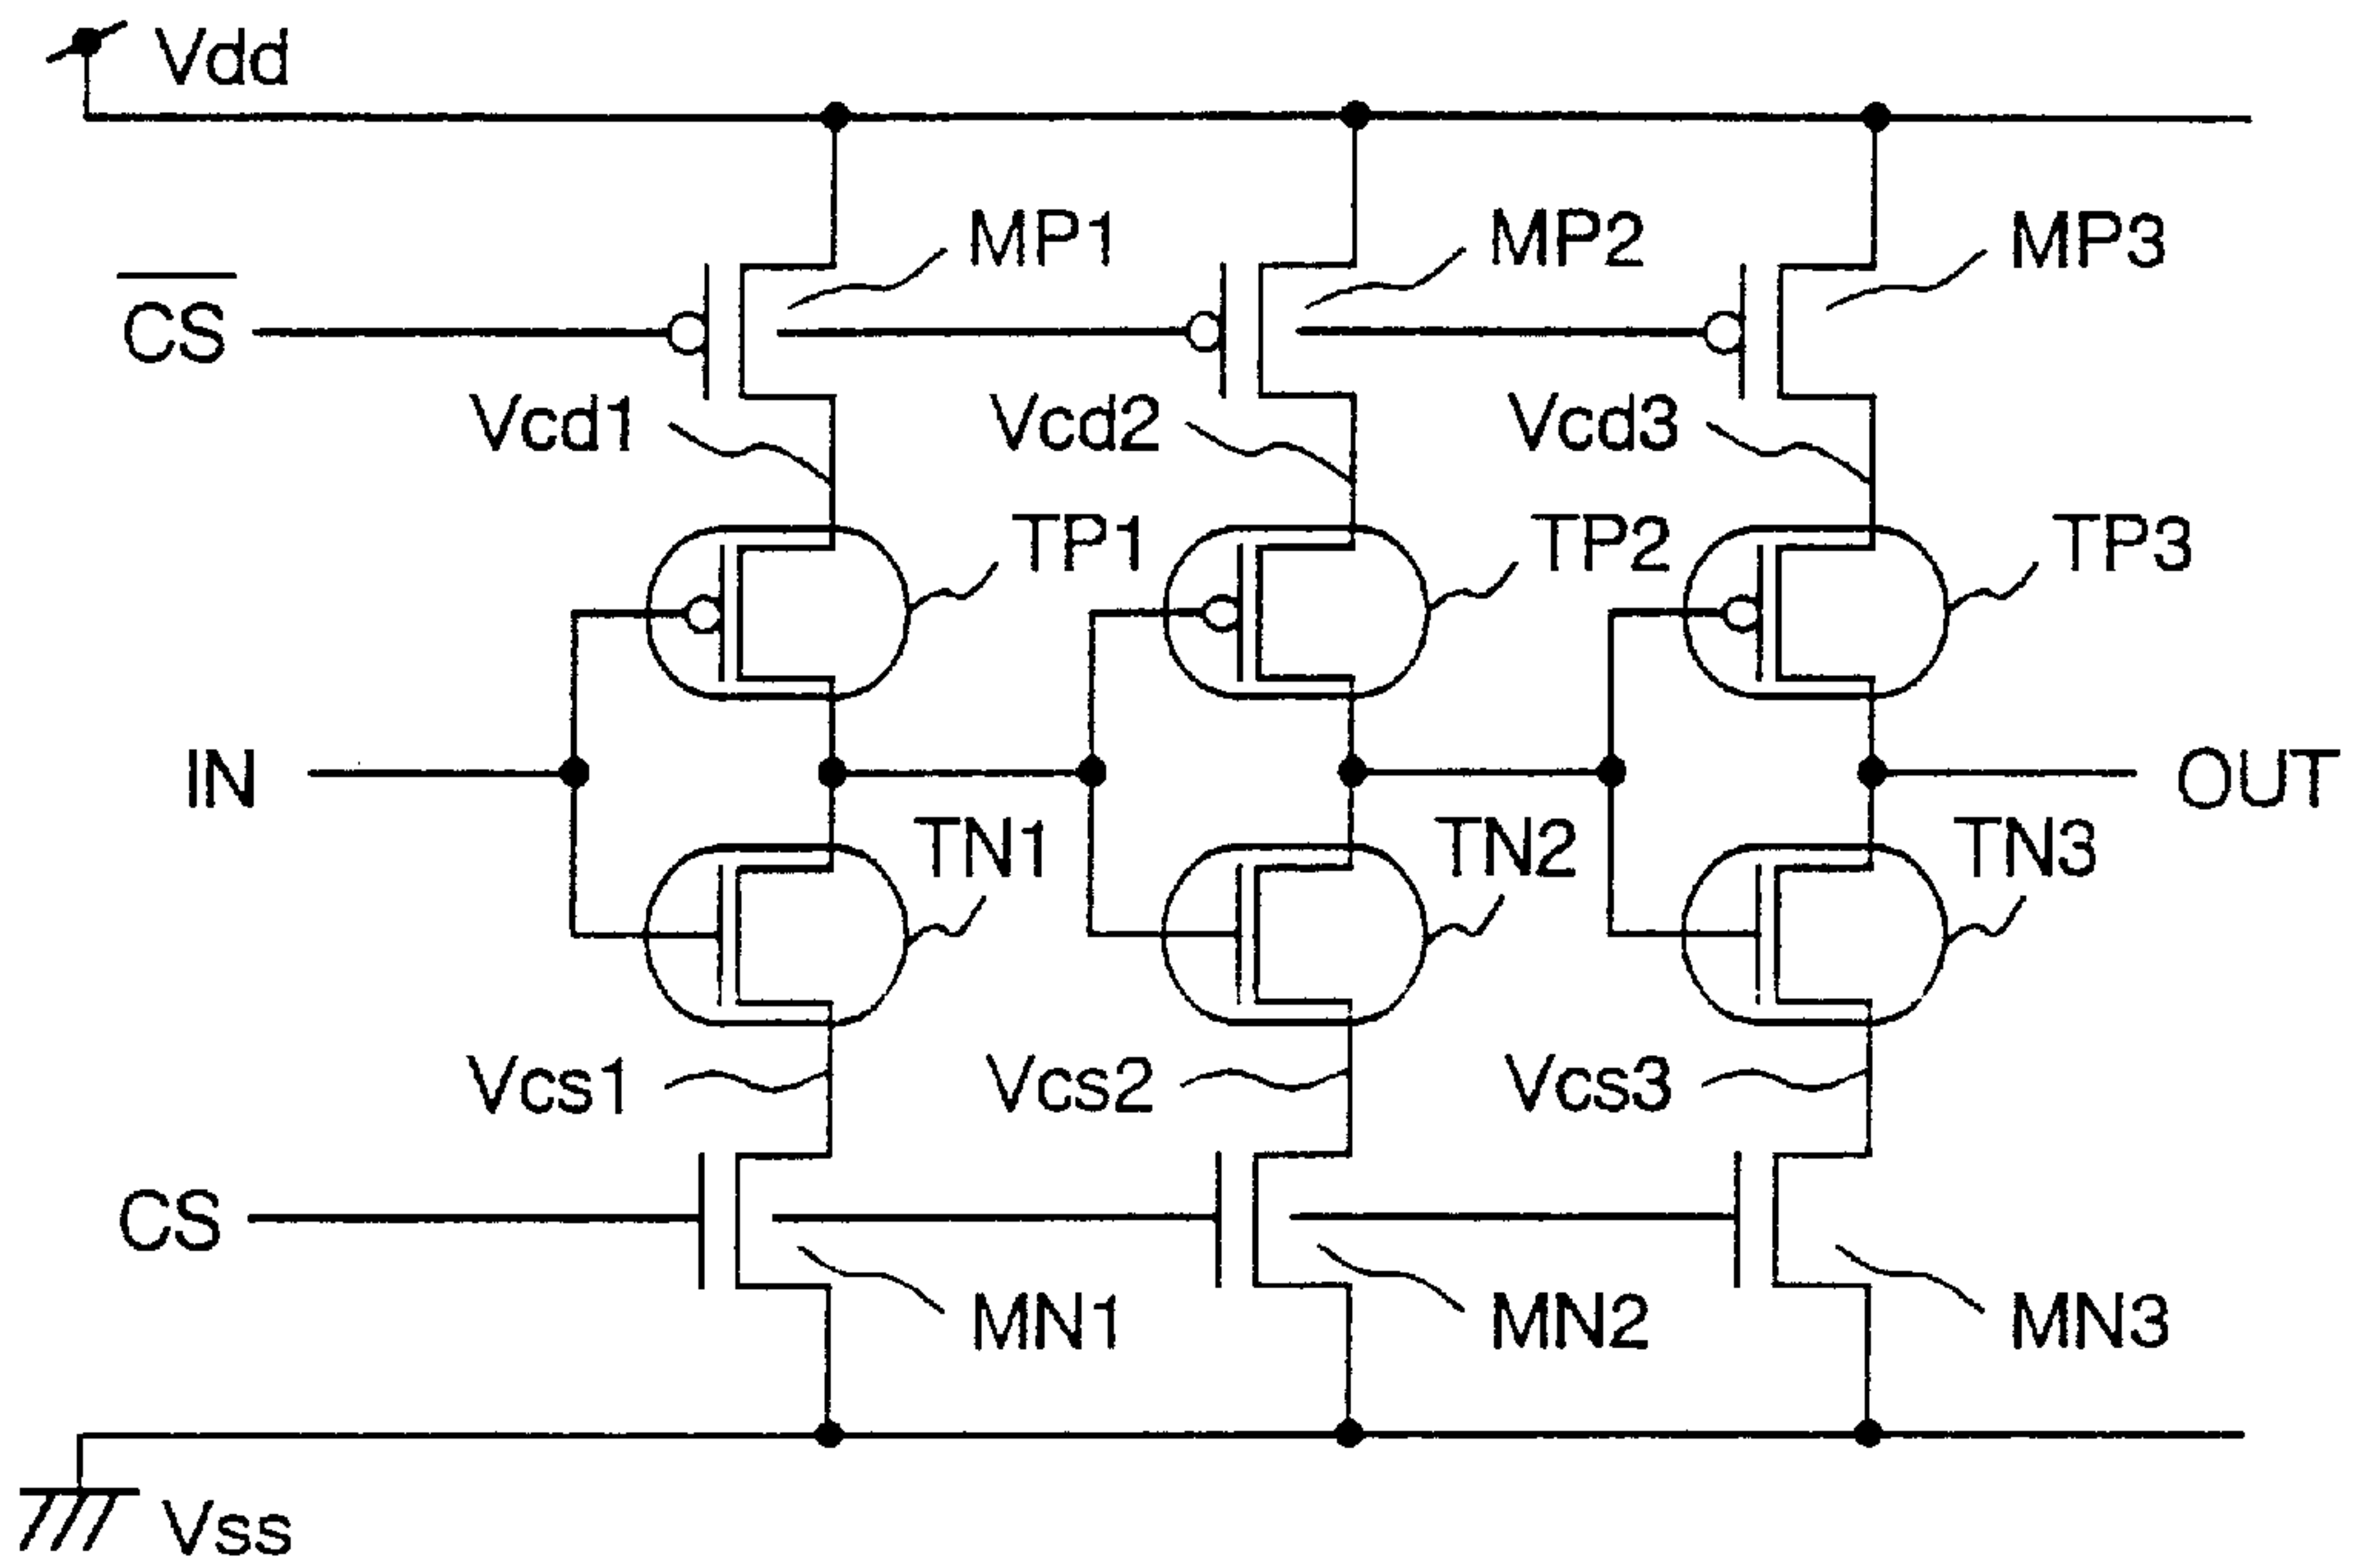 Vdd
MP1 MP2 MP3
C̅S̅
Vcd1 Vcd2 Vcd3
TP1 TP2 TP3
IN OUT
TN1 TN2 TN3
Vcs1 Vcs2 Vcs3
CS
MN1 MN2 MN3
Vss